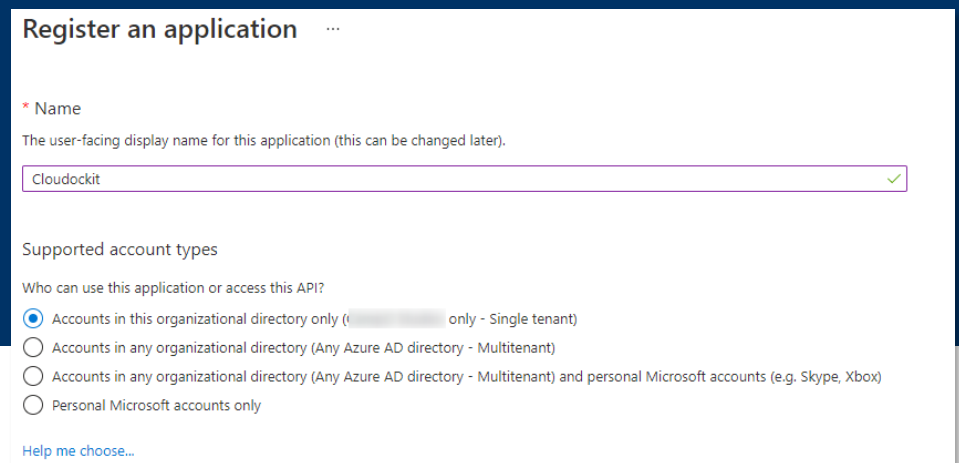 Register an application ...
* Name
The user-facing display name for this application (this can be changed later).
Cloudockit
Supported account types
Who can use this application or access this API?
Accounts in this organizational directory only ( only - Single tenant)
Accounts in any organizational directory (Any Azure AD directory - Multitenant)
Accounts in any organizational directory (Any Azure AD directory - Multitenant) and personal Microsoft accounts (e.g. Skype, Xbox)
Personal Microsoft accounts only
Help me choose...